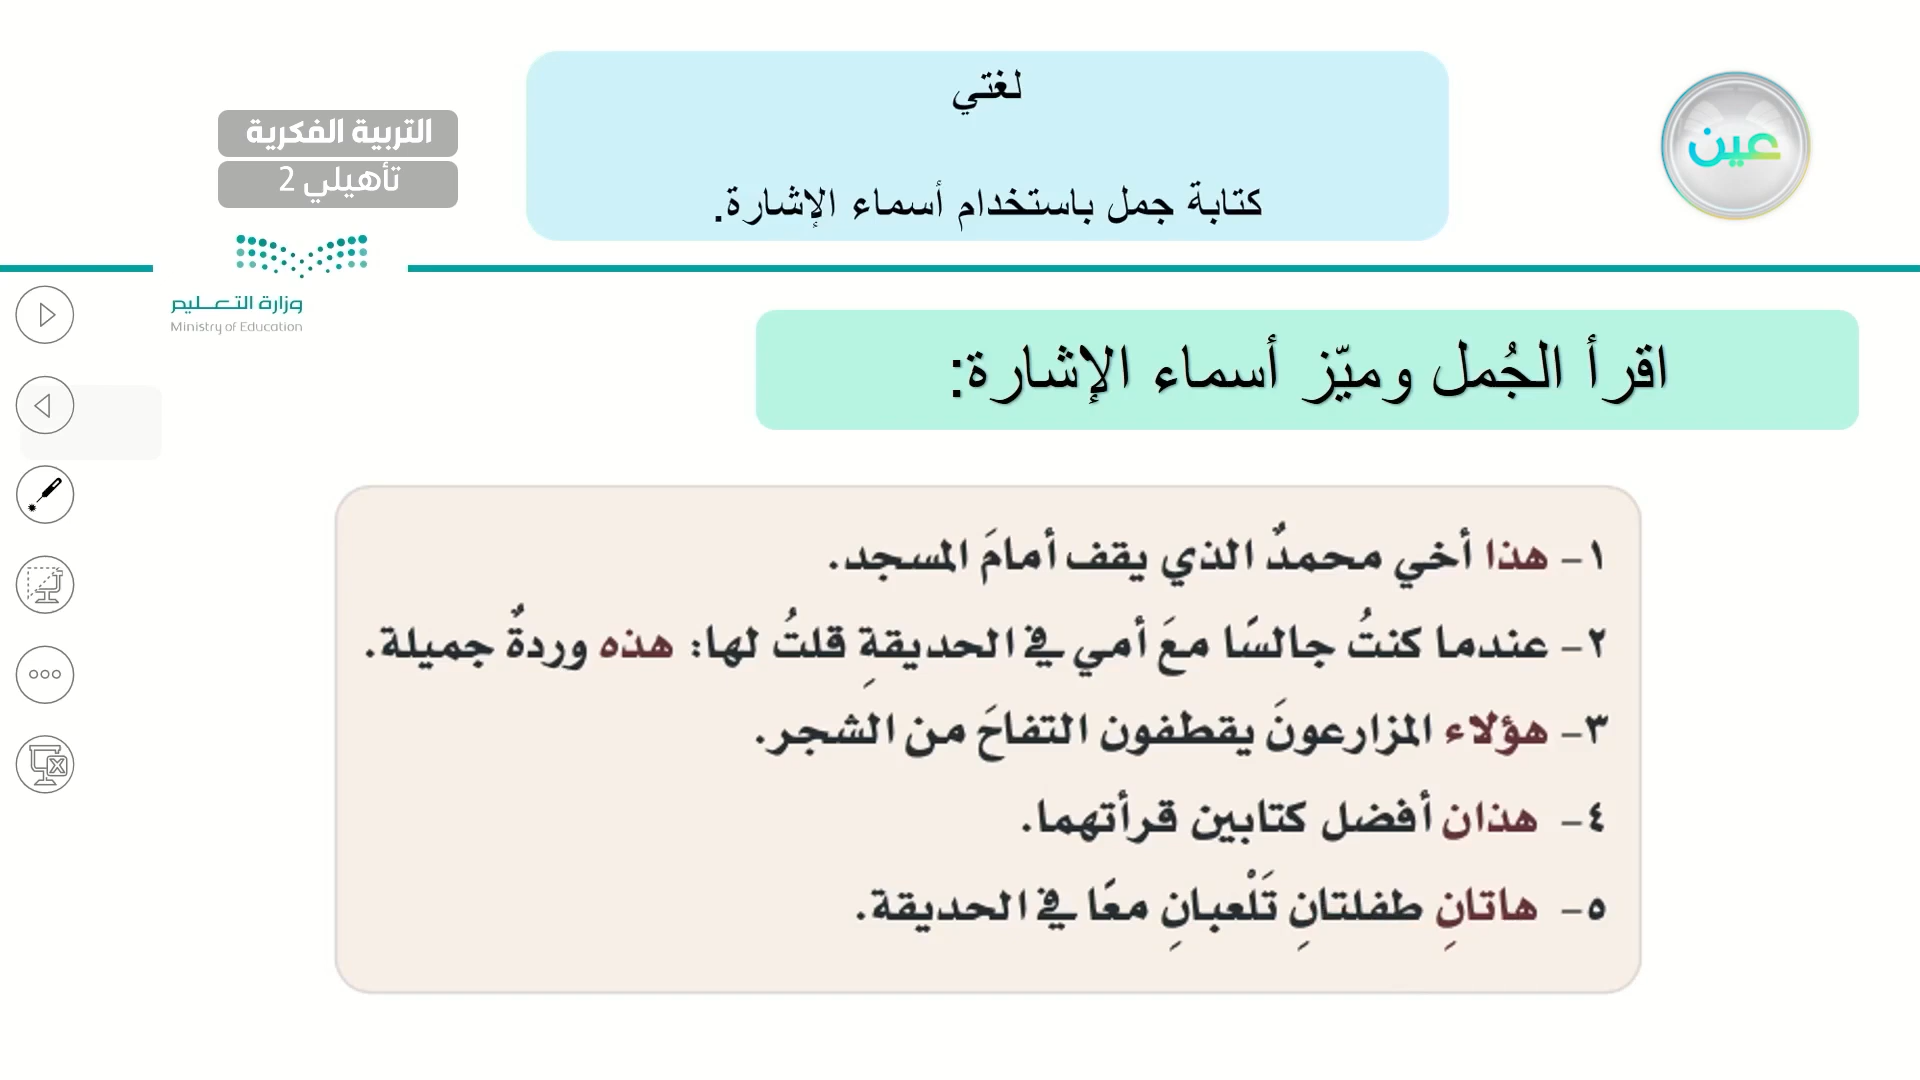 لغتي
كتابة جمل باستخدام أسماء الإشارة.
عين
التربية الفكرية
تأهيلي 2
وزارة التعليم
Ministry of Education
اقرأ الجُمل وميّز أسماء الإشارة:
١- هذا أخي محمدٌ الذي يقف أمامَ المسجد.
٢- عندما كنتُ جالسًا معَ أمي في الحديقةِ قلتُ لها: هذه وردةٌ جميلة.
٣- هؤلاء المزارعونَ يقطفون التفاحَ من الشجر.
٤- هذان أفضل كتابين قرأتهما.
٥- هاتانِ طفلتانِ تَلْعبانِ معًا في الحديقة.